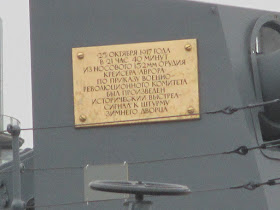 25 ОКТЯБРЯ 1917 ГОДА
В 21 ЧАС 40 МИНУТ
ИЗ НОСОВОГО 152 ММ ОРУДИЯ
КРЕЙСЕРА АВРОРА
ПО ПРИКАЗУ ВОЕННО-
РЕВОЛЮЦИОННОГО КОМИТЕТА
БЫЛ ПРОИЗВЕДЕН
ИСТОРИЧЕСКИЙ ВЫСТРЕЛ
СИГНАЛ К ШТУРМУ
ЗИМНЕГО ДВОРЦА